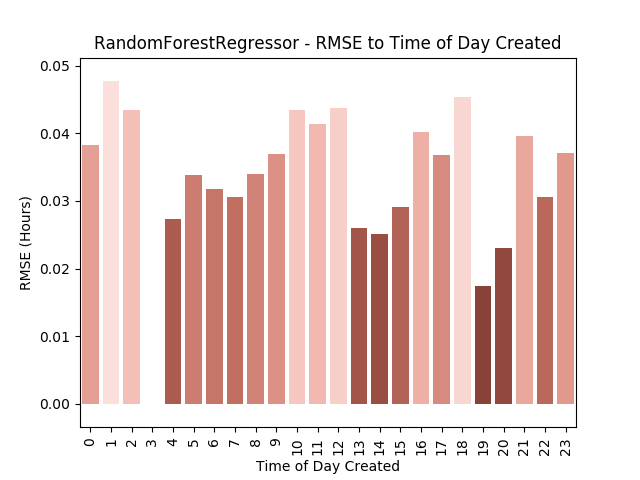 RandomForestRegressor - RMSE to Time of Day Created
0.05
0.04
0.03
0.02
0.01
0.00
RMSE (Hours)
0 1 2 3 4 5 6 7 8 9 10 11 12 13 14 15 16 17 18 19 20 21 22 23
Time of Day Created